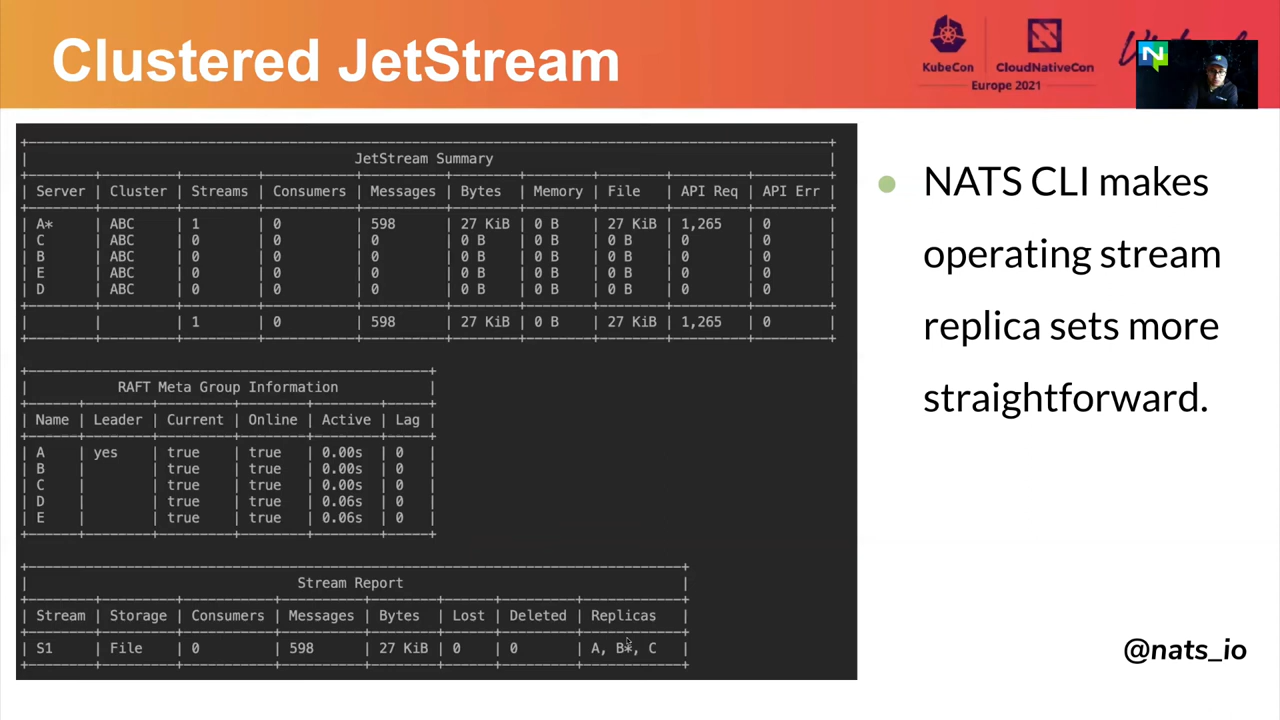 Clustered JetStream
KubeCon
CloudNativeCon
Europe 2021
Virtual
N
JetStream Summary
Server | Cluster | Streams | Consumers | Messages | Bytes | Memory | File | API Req | API Err
A* | ABC | 1 | 0 | 598 | 27 KiB | 0 B | 27 KiB | 1,265 | 0
C | ABC | 0 | 0 | 0 | 0 B | 0 B | 0 B | 0 | 0
B | ABC | 0 | 0 | 0 | 0 B | 0 B | 0 B | 0 | 0
E | ABC | 0 | 0 | 0 | 0 B | 0 B | 0 B | 0 | 0
D | ABC | 0 | 0 | 0 | 0 B | 0 B | 0 B | 0 | 0
| | 1 | 0 | 598 | 27 KiB | 0 B | 27 KiB | 1,265 | 0
RAFT Meta Group Information
Name | Leader | Current | Online | Active | Lag
A | yes | true | true | 0.00s | 0
B | | true | true | 0.00s | 0
C | | true | true | 0.00s | 0
D | | true | true | 0.06s | 0
E | | true | true | 0.06s | 0
Stream Report
Stream | Storage | Consumers | Messages | Bytes | Lost | Deleted | Replicas
S1 | File | 0 | 598 | 27 KiB | 0 | 0 | A, B*, C
NATS CLI makes
operating stream
replica sets more
straightforward.
@nats_io